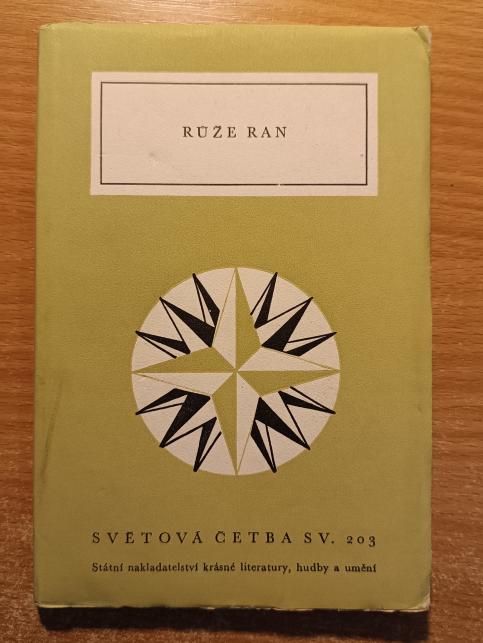 RŮŽE RAN
SVĚTOVÁ ČETBA SV. 203
Státní nakladatelství krásné literatury, hudby a umění